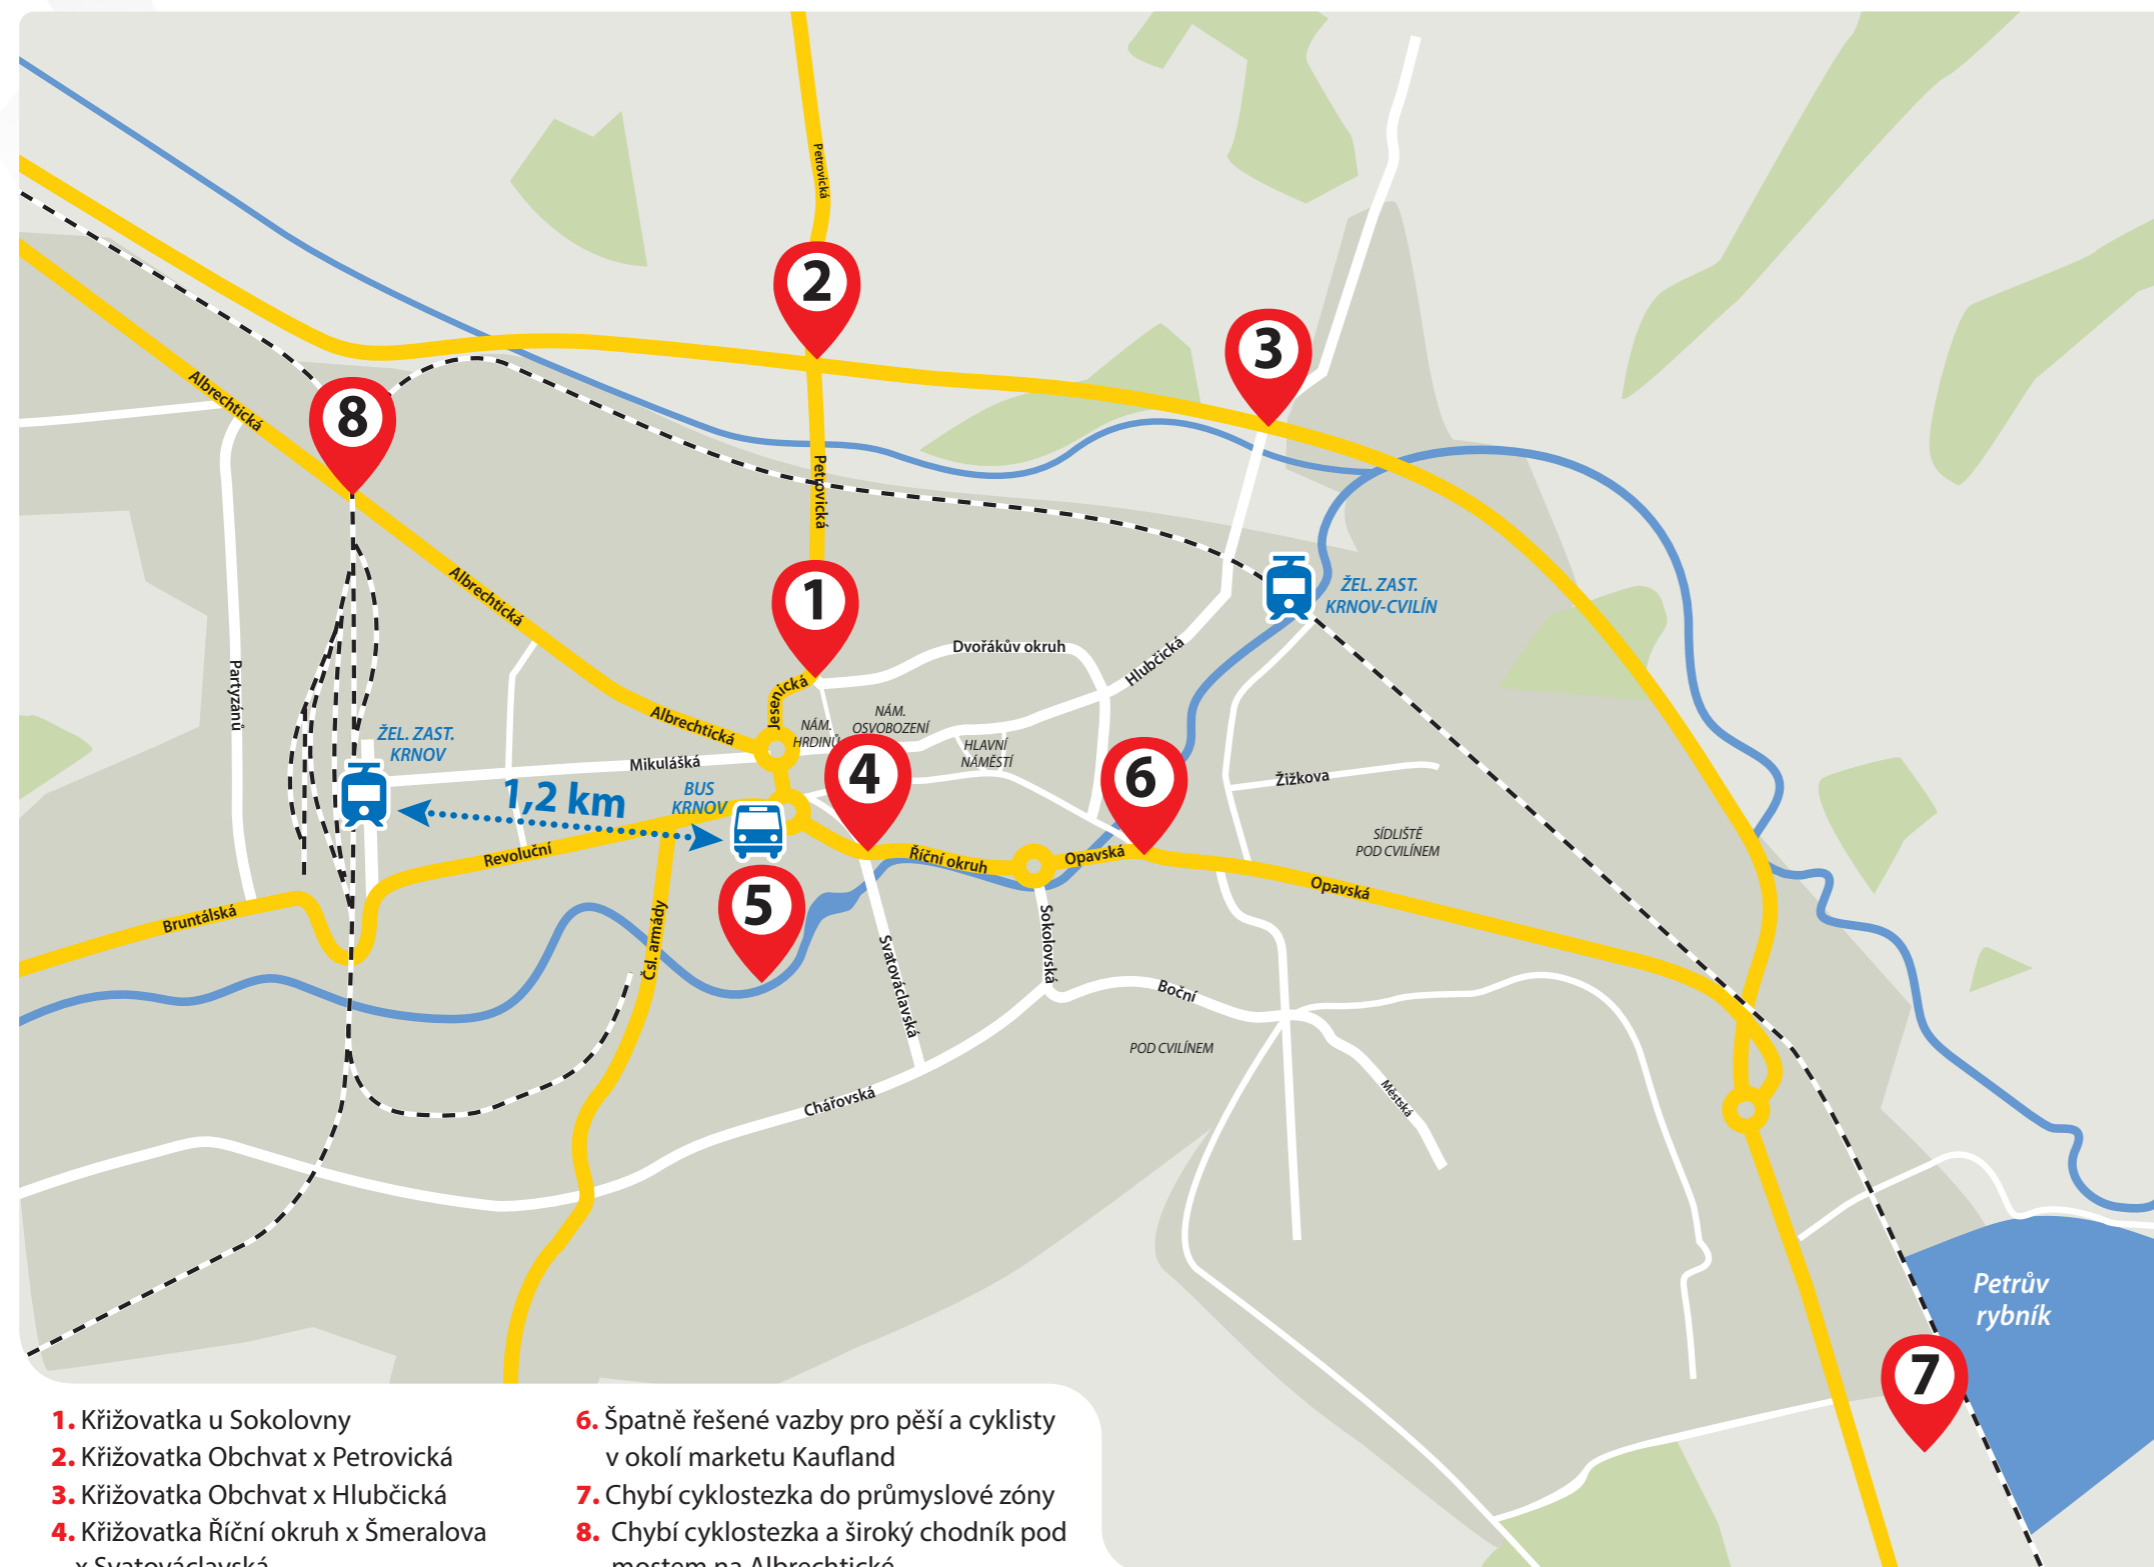 Petrovická
2
3
Albrechtická
8
Petrovická
ŽEL. ZAST.
KRNOV-CVILÍN
Albrechtická
1
Dvořákův okruh
Hlubčická
Partyzánů
Jesenická
Albrechtická
NÁM.
HRDINŮ
NÁM.
OSVOBOZENÍ
ŽEL. ZAST.
KRNOV
HLAVNÍ
NÁMĚSTÍ
Mikulášká
4
6
Žižkova
1,2 km
BUS
KRNOV
SÍDLIŠTĚ
POD CVILÍNEM
Revoluční
Říční okruh
Opavská
Opavská
5
Bruntálská
Čsl. armády
Svatováclavská
Sokolovská
Boční
POD CVILÍNEM
Chářovská
Městská
Petrův
rybník
7
1. Křižovatka u Sokolovny
2. Křižovatka Obchvat x Petrovická
3. Křižovatka Obchvat x Hlubčická
4. Křižovatka Říční okruh x Šmeralova
x Svatováclavská
6. Špatně řešené vazby pro pěší a cyklisty
v okolí marketu Kaufland
7. Chybí cyklostezka do průmyslové zóny
8. Chybí cyklostezka a široký chodník pod
mostem na Albrechtické